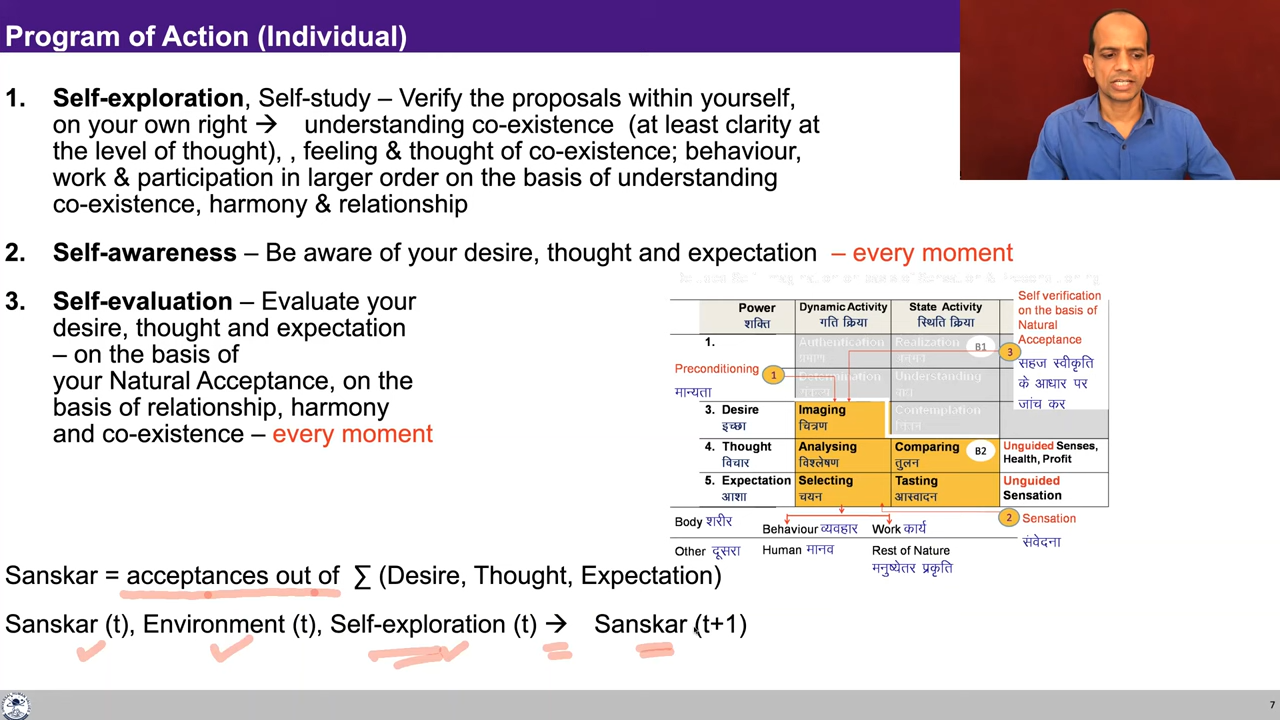 Program of Action (Individual)
1. Self-exploration, Self-study – Verify the proposals within yourself,
on your own right → understanding co-existence (at least clarity at
the level of thought), , feeling & thought of co-existence; behaviour,
work & participation in larger order on the basis of understanding
co-existence, harmony & relationship
2. Self-awareness – Be aware of your desire, thought and expectation – every moment
3. Self-evaluation – Evaluate your
desire, thought and expectation
– on the basis of
your Natural Acceptance, on the
basis of relationship, harmony
and co-existence – every moment
Power Dynamic Activity State Activity
शक्ति गति क्रिया स्थिति क्रिया
Self verification
on the basis of
Natural
Acceptance
सहज स्वीकृति
के आधार पर
जांच कर
1. Authentication Realization B1 3
प्रमाण
Preconditioning 1 Determination Understanding
मान्यता संकल्प
3. Desire Imaging Contemplation
इच्छा चित्रण
4. Thought Analysing Comparing B2 Unguided Senses,
विचार विश्लेषण तुलन Health, Profit
5. Expectation Selecting Tasting Unguided
आशा चयन आस्वादन Sensation
Body शरीर Behaviour व्यवहार Work कार्य 2 Sensation
संवेदना
Other दूसरा Human मानव Rest of Nature
मनुष्येतर प्रकृति
Sanskar = acceptances out of ∑ (Desire, Thought, Expectation)
Sanskar (t), Environment (t), Self-exploration (t) → Sanskar (t+1)
7